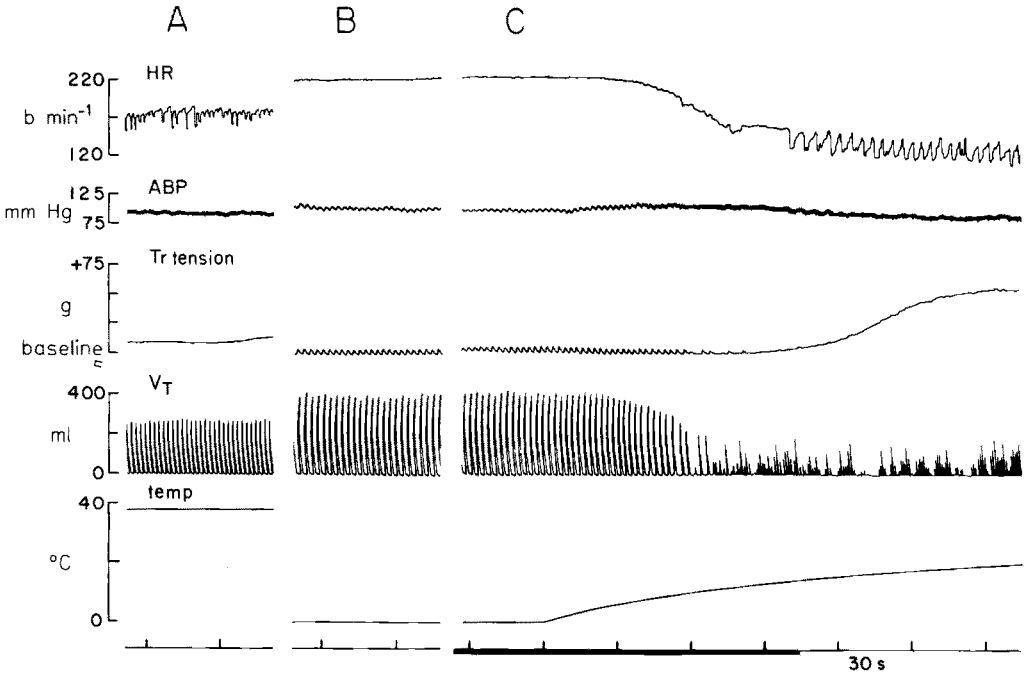 A B C
220 HR
b min⁻¹
120
125 ABP
mm Hg
75
+75 Tr tension
g
baseline
400 V_T
ml
0
40 temp
°C
0
30 s